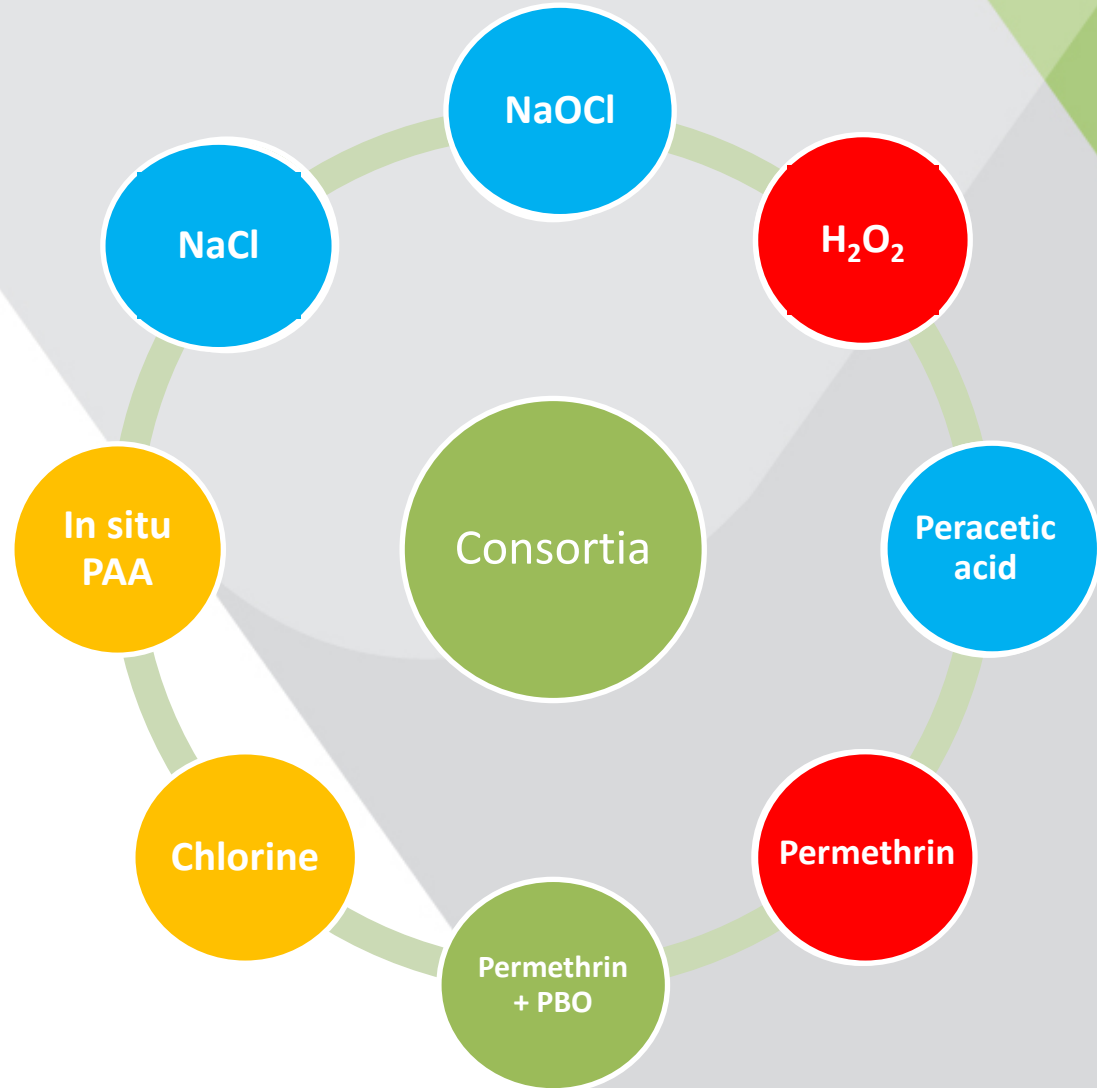 NaOCl
NaCl
H₂O₂
In situ
PAA
Consortia
Peracetic
acid
Chlorine
Permethrin
Permethrin
+ PBO